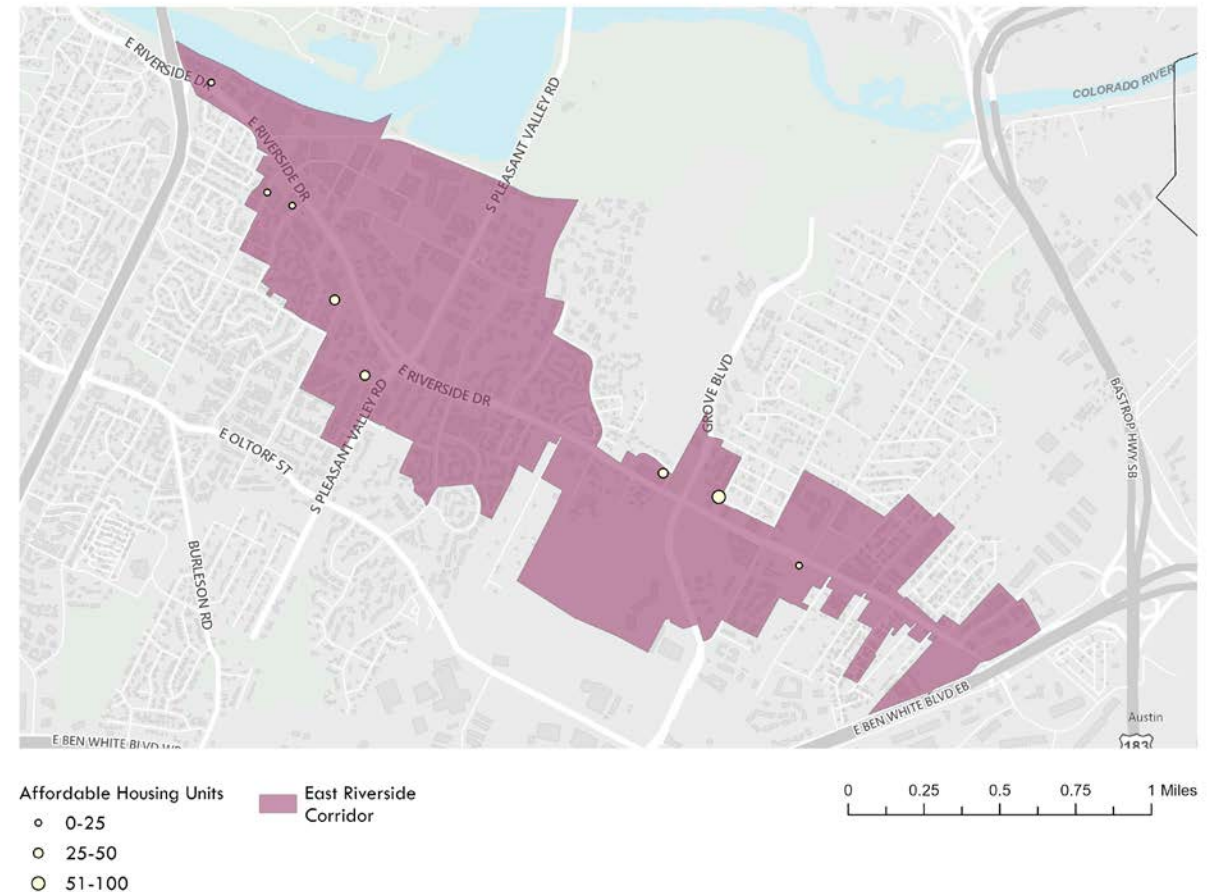 E RIVERSIDE DR
E RIVERSIDE DR
S PLEASANT VALLEY RD
COLORADO RIVER
BASTROP HWY SB
GROVE BLVD
E RIVERSIDE DR
S PLEASANT VALLEY RD
E OLTORF ST
BURLESON RD
E BEN WHITE BLVD EB
Austin
183
E BEN WHITE BLVD WB
Affordable Housing Units
0-25
25-50
51-100
East Riverside
Corridor
0 0.25 0.5 0.75 1 Miles